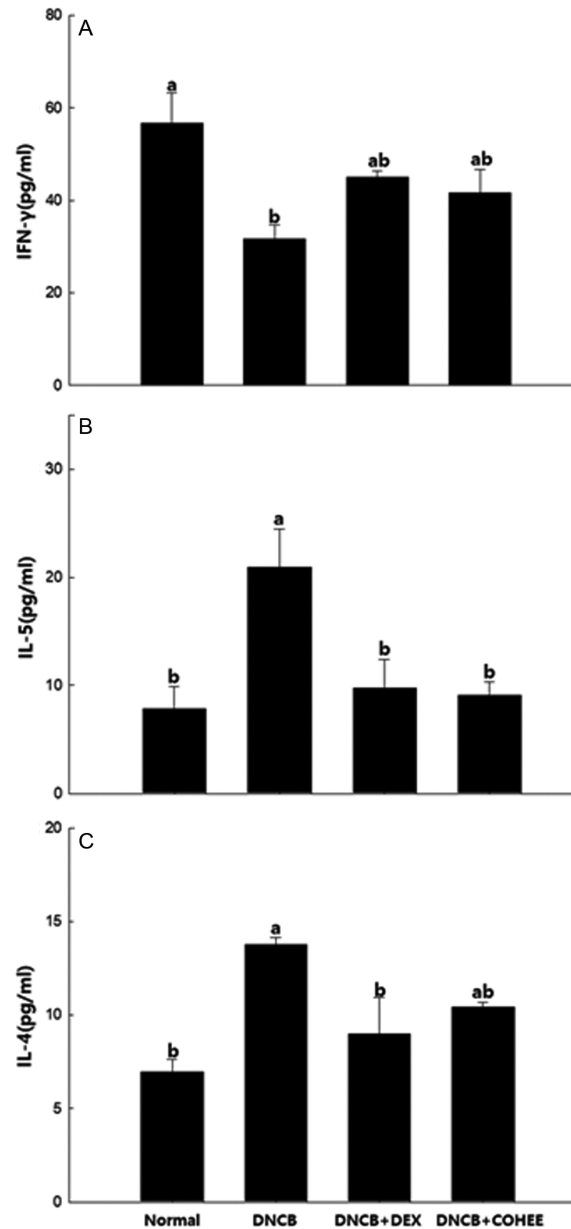 A
80
60
40
20
0
IFN-γ(pg/ml)
a
b
ab
ab
B
30
20
10
0
IL-5(pg/ml)
b
a
b
b
C
20
15
10
5
0
IL-4(pg/ml)
b
a
b
ab
Normal DNCB DNCB+DEX DNCB+COHEE